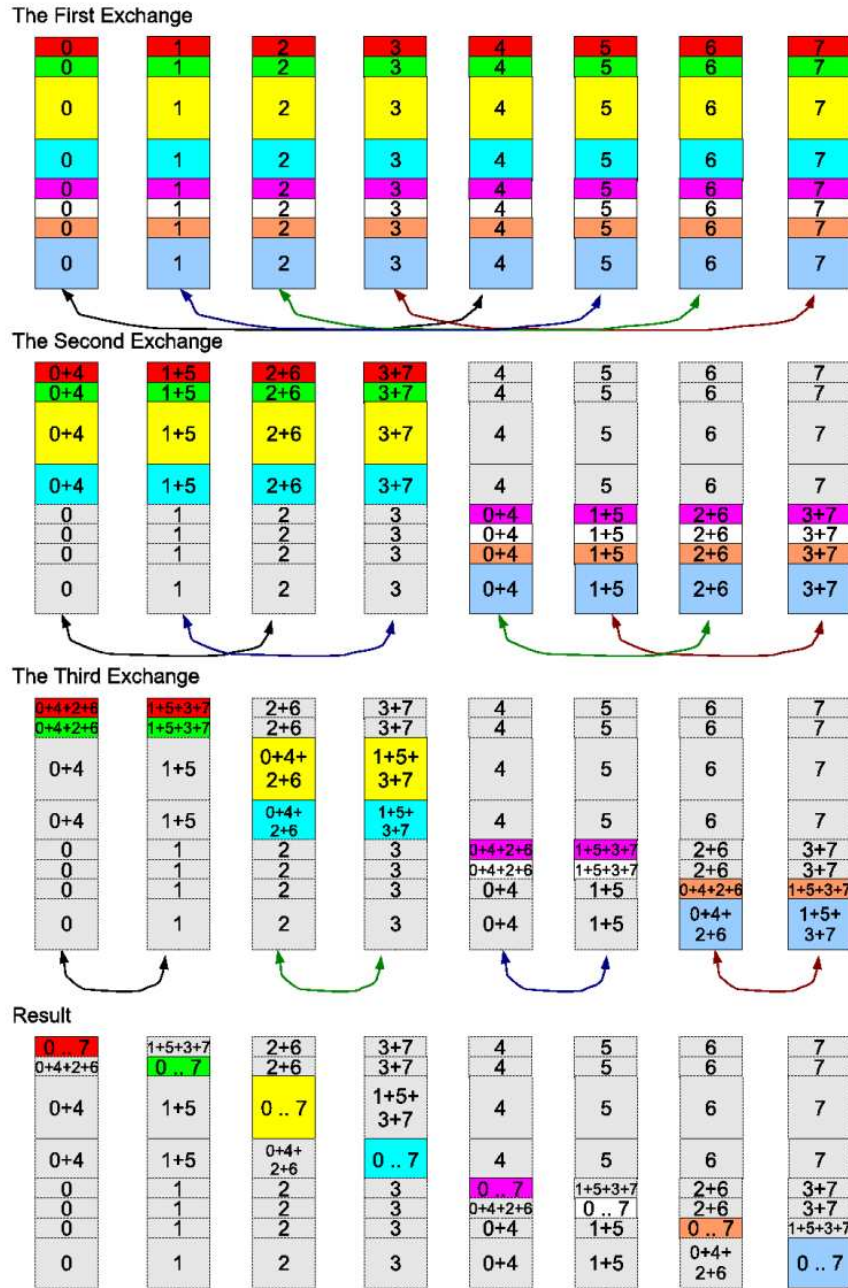 The First Exchange
0 1 2 3 4 5 6 7
0 1 2 3 4 5 6 7
0 1 2 3 4 5 6 7
0 1 2 3 4 5 6 7
0 1 2 3 4 5 6 7
0 1 2 3 4 5 6 7
0 1 2 3 4 5 6 7
0 1 2 3 4 5 6 7
The Second Exchange
0+4 1+5 2+6 3+7 4 5 6 7
0+4 1+5 2+6 3+7 4 5 6 7
0+4 1+5 2+6 3+7 4 5 6 7
0+4 1+5 2+6 3+7 4 5 6 7
0 1 2 3 0+4 1+5 2+6 3+7
0 1 2 3 0+4 1+5 2+6 3+7
0 1 2 3 0+4 1+5 2+6 3+7
0 1 2 3 0+4 1+5 2+6 3+7
The Third Exchange
0+4+2+6 1+5+3+7 2+6 3+7 4 5 6 7
0+4+2+6 1+5+3+7 2+6 3+7 4 5 6 7
0+4 1+5 0+4+ 1+5+ 4 5 6 7
2+6 3+7
0+4 1+5 0+4+ 1+5+ 4 5 6 7
2+6 3+7
0 1 2 3 0+4+2+6 1+5+3+7 2+6 3+7
0 1 2 3 0+4+2+6 1+5+3+7 2+6 3+7
0 1 2 3 0+4 1+5 0+4+2+6 1+5+3+7
0 1 2 3 0+4 1+5 0+4+ 1+5+
2+6 3+7
Result
0 .. 7 1+5+3+7 2+6 3+7 4 5 6 7
0+4+2+6 0 .. 7 2+6 3+7 4 5 6 7
0+4 1+5 0 .. 7 1+5+ 4 5 6 7
3+7
0+4 1+5 0+4+ 0 .. 7 4 5 6 7
2+6
0 1 2 3 0 .. 7 1+5+3+7 2+6 3+7
0 1 2 3 0+4+2+6 0 .. 7 2+6 3+7
0 1 2 3 0+4 1+5 0 .. 7 1+5+3+7
0 1 2 3 0+4 1+5 0+4+ 0 .. 7
2+6